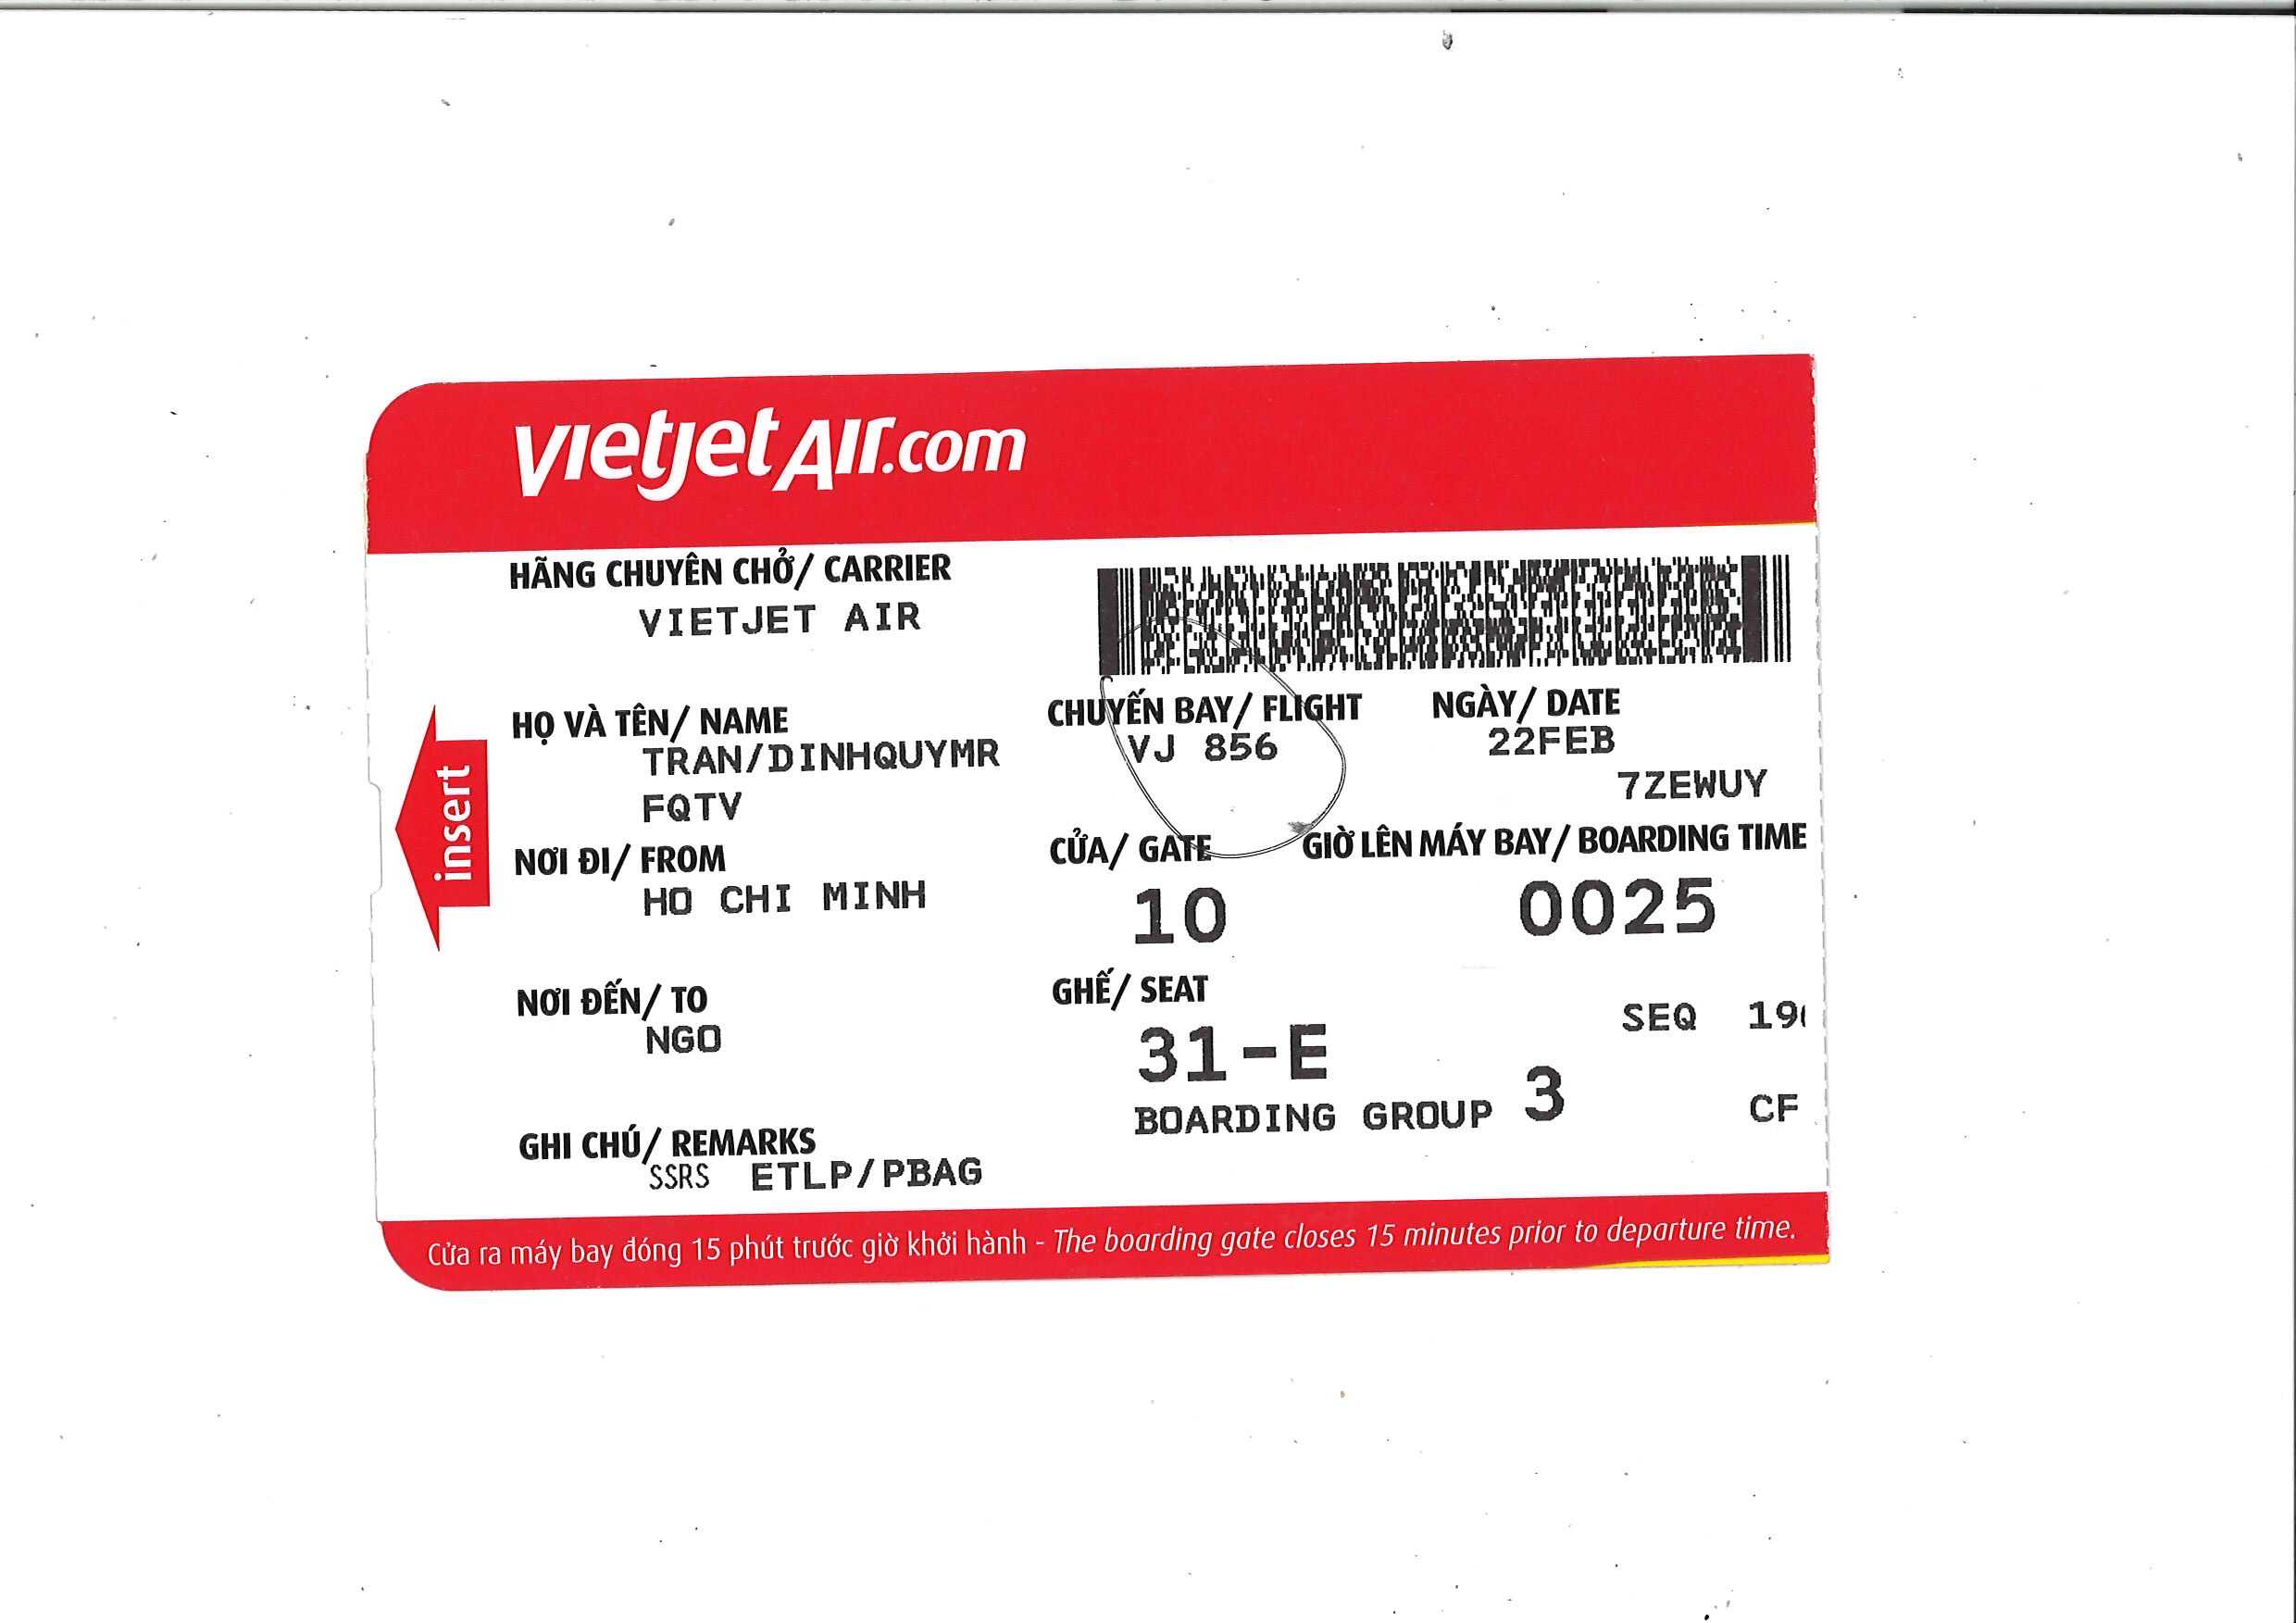 vietjetAir.com
HÃNG CHUYÊN CHỞ/ CARRIER
VIETJET AIR
HỌ VÀ TÊN/ NAME
TRAN/DINHQUYMR
FQTV
CHUYẾN BAY/ FLIGHT
VJ 856
NGÀY/ DATE
22FEB
7ZEWUY
NƠI ĐI/ FROM
HO CHI MINH
CỬA/ GATE
10
GIỜ LÊN MÁY BAY/ BOARDING TIME
0025
NƠI ĐẾN/ TO
NGO
GHẾ/ SEAT
31-E
SEQ
BOARDING GROUP 3
CF
GHI CHÚ/ REMARKS
SSRS ETLP/PBAG
insert
Cửa ra máy bay đóng 15 phút trước giờ khởi hành - The boarding gate closes 15 minutes prior to departure time.